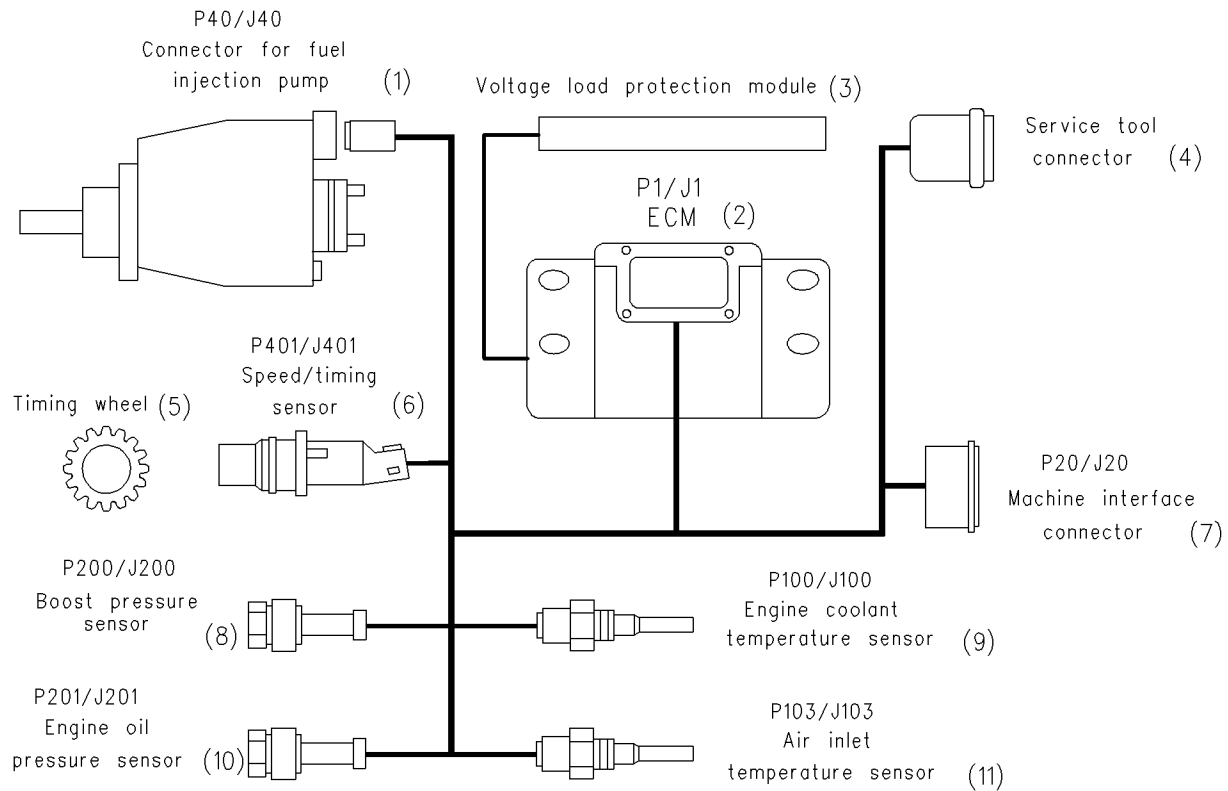 P40/J40
Connector for fuel
injection pump (1)
Voltage load protection module (3)
Service tool
connector (4)
P1/J1
ECM (2)
P401/J401
Speed/timing
sensor (6)
Timing wheel (5)
P20/J20
Machine interface
connector (7)
P200/J200
Boost pressure
sensor
(8)
P100/J100
Engine coolant
temperature sensor (9)
P201/J201
Engine oil
pressure sensor (10)
P103/J103
Air inlet
temperature sensor (11)